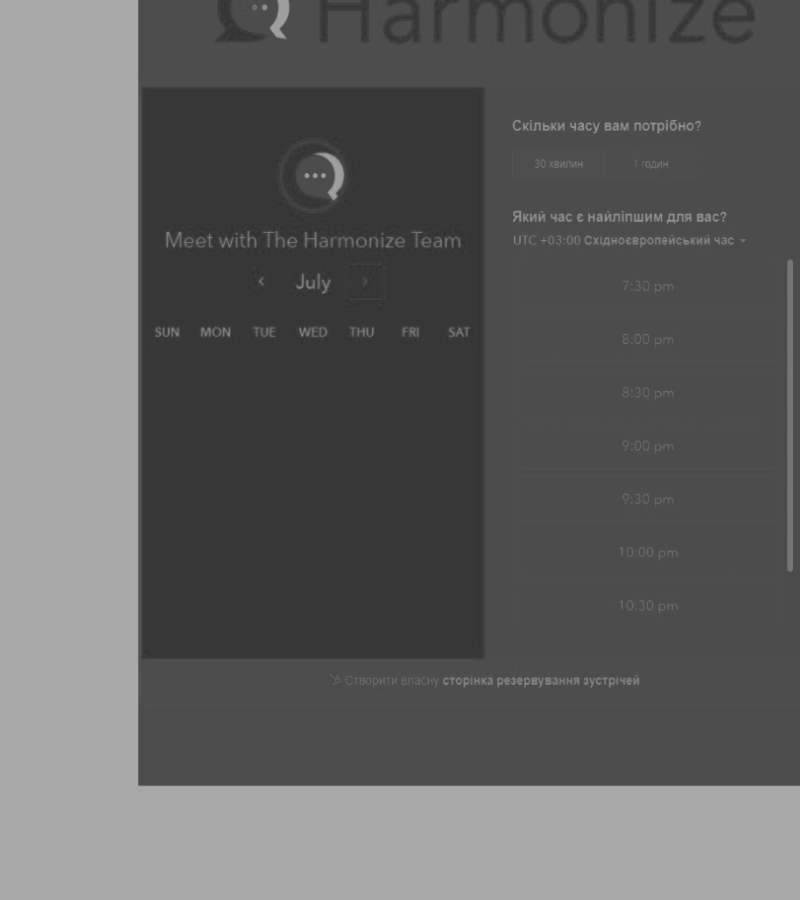 Harmonize
Meet with The Harmonize Team
July
SUN MON TUE WED THU FRI SAT
Скільки часу вам потрібно?
30 хвилин 1 годин
Який час є найліпшим для вас?
UTC +03:00 Східноєвропейський час
7:30 pm
8:00 pm
8:30 pm
9:00 pm
9:30 pm
10:00 pm
10:30 pm
Створити власну сторінка резервування зустрічей